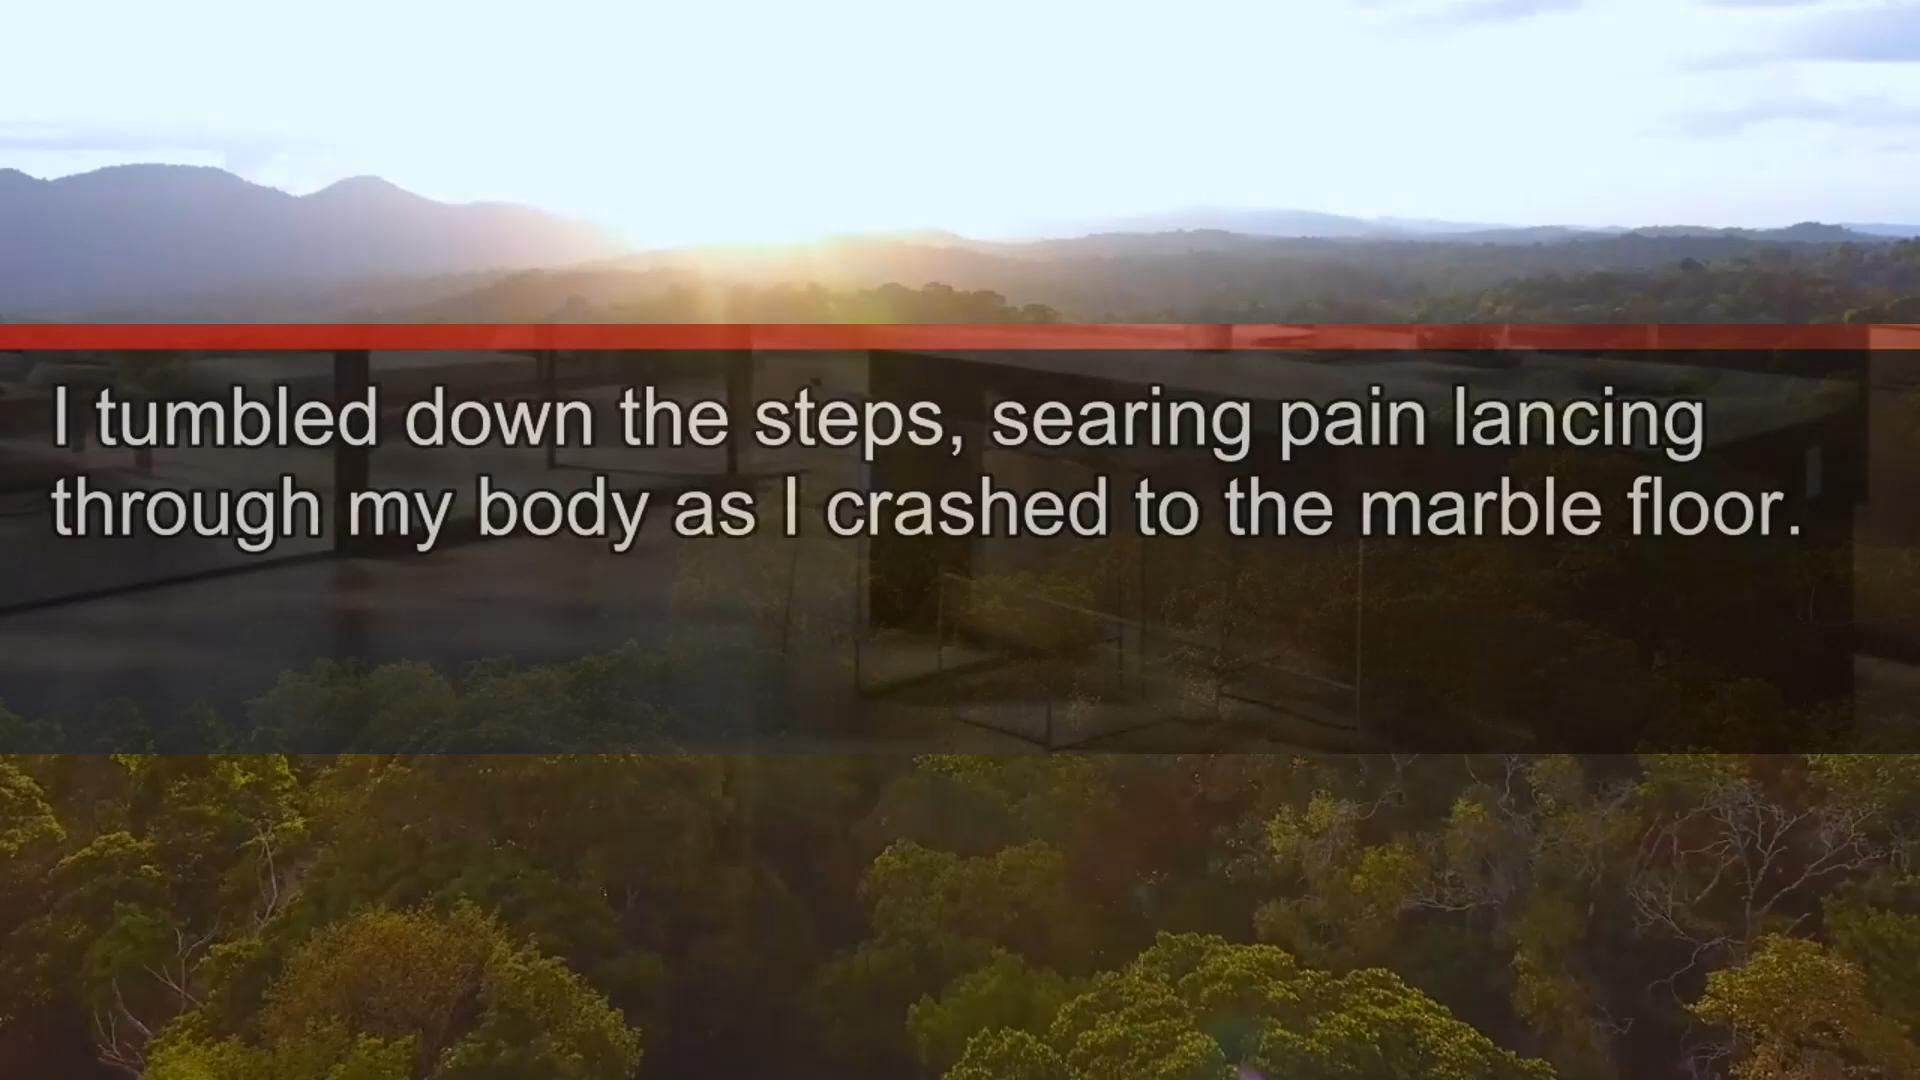 I tumbled down the steps, searing pain lancing
through my body as I crashed to the marble floor.